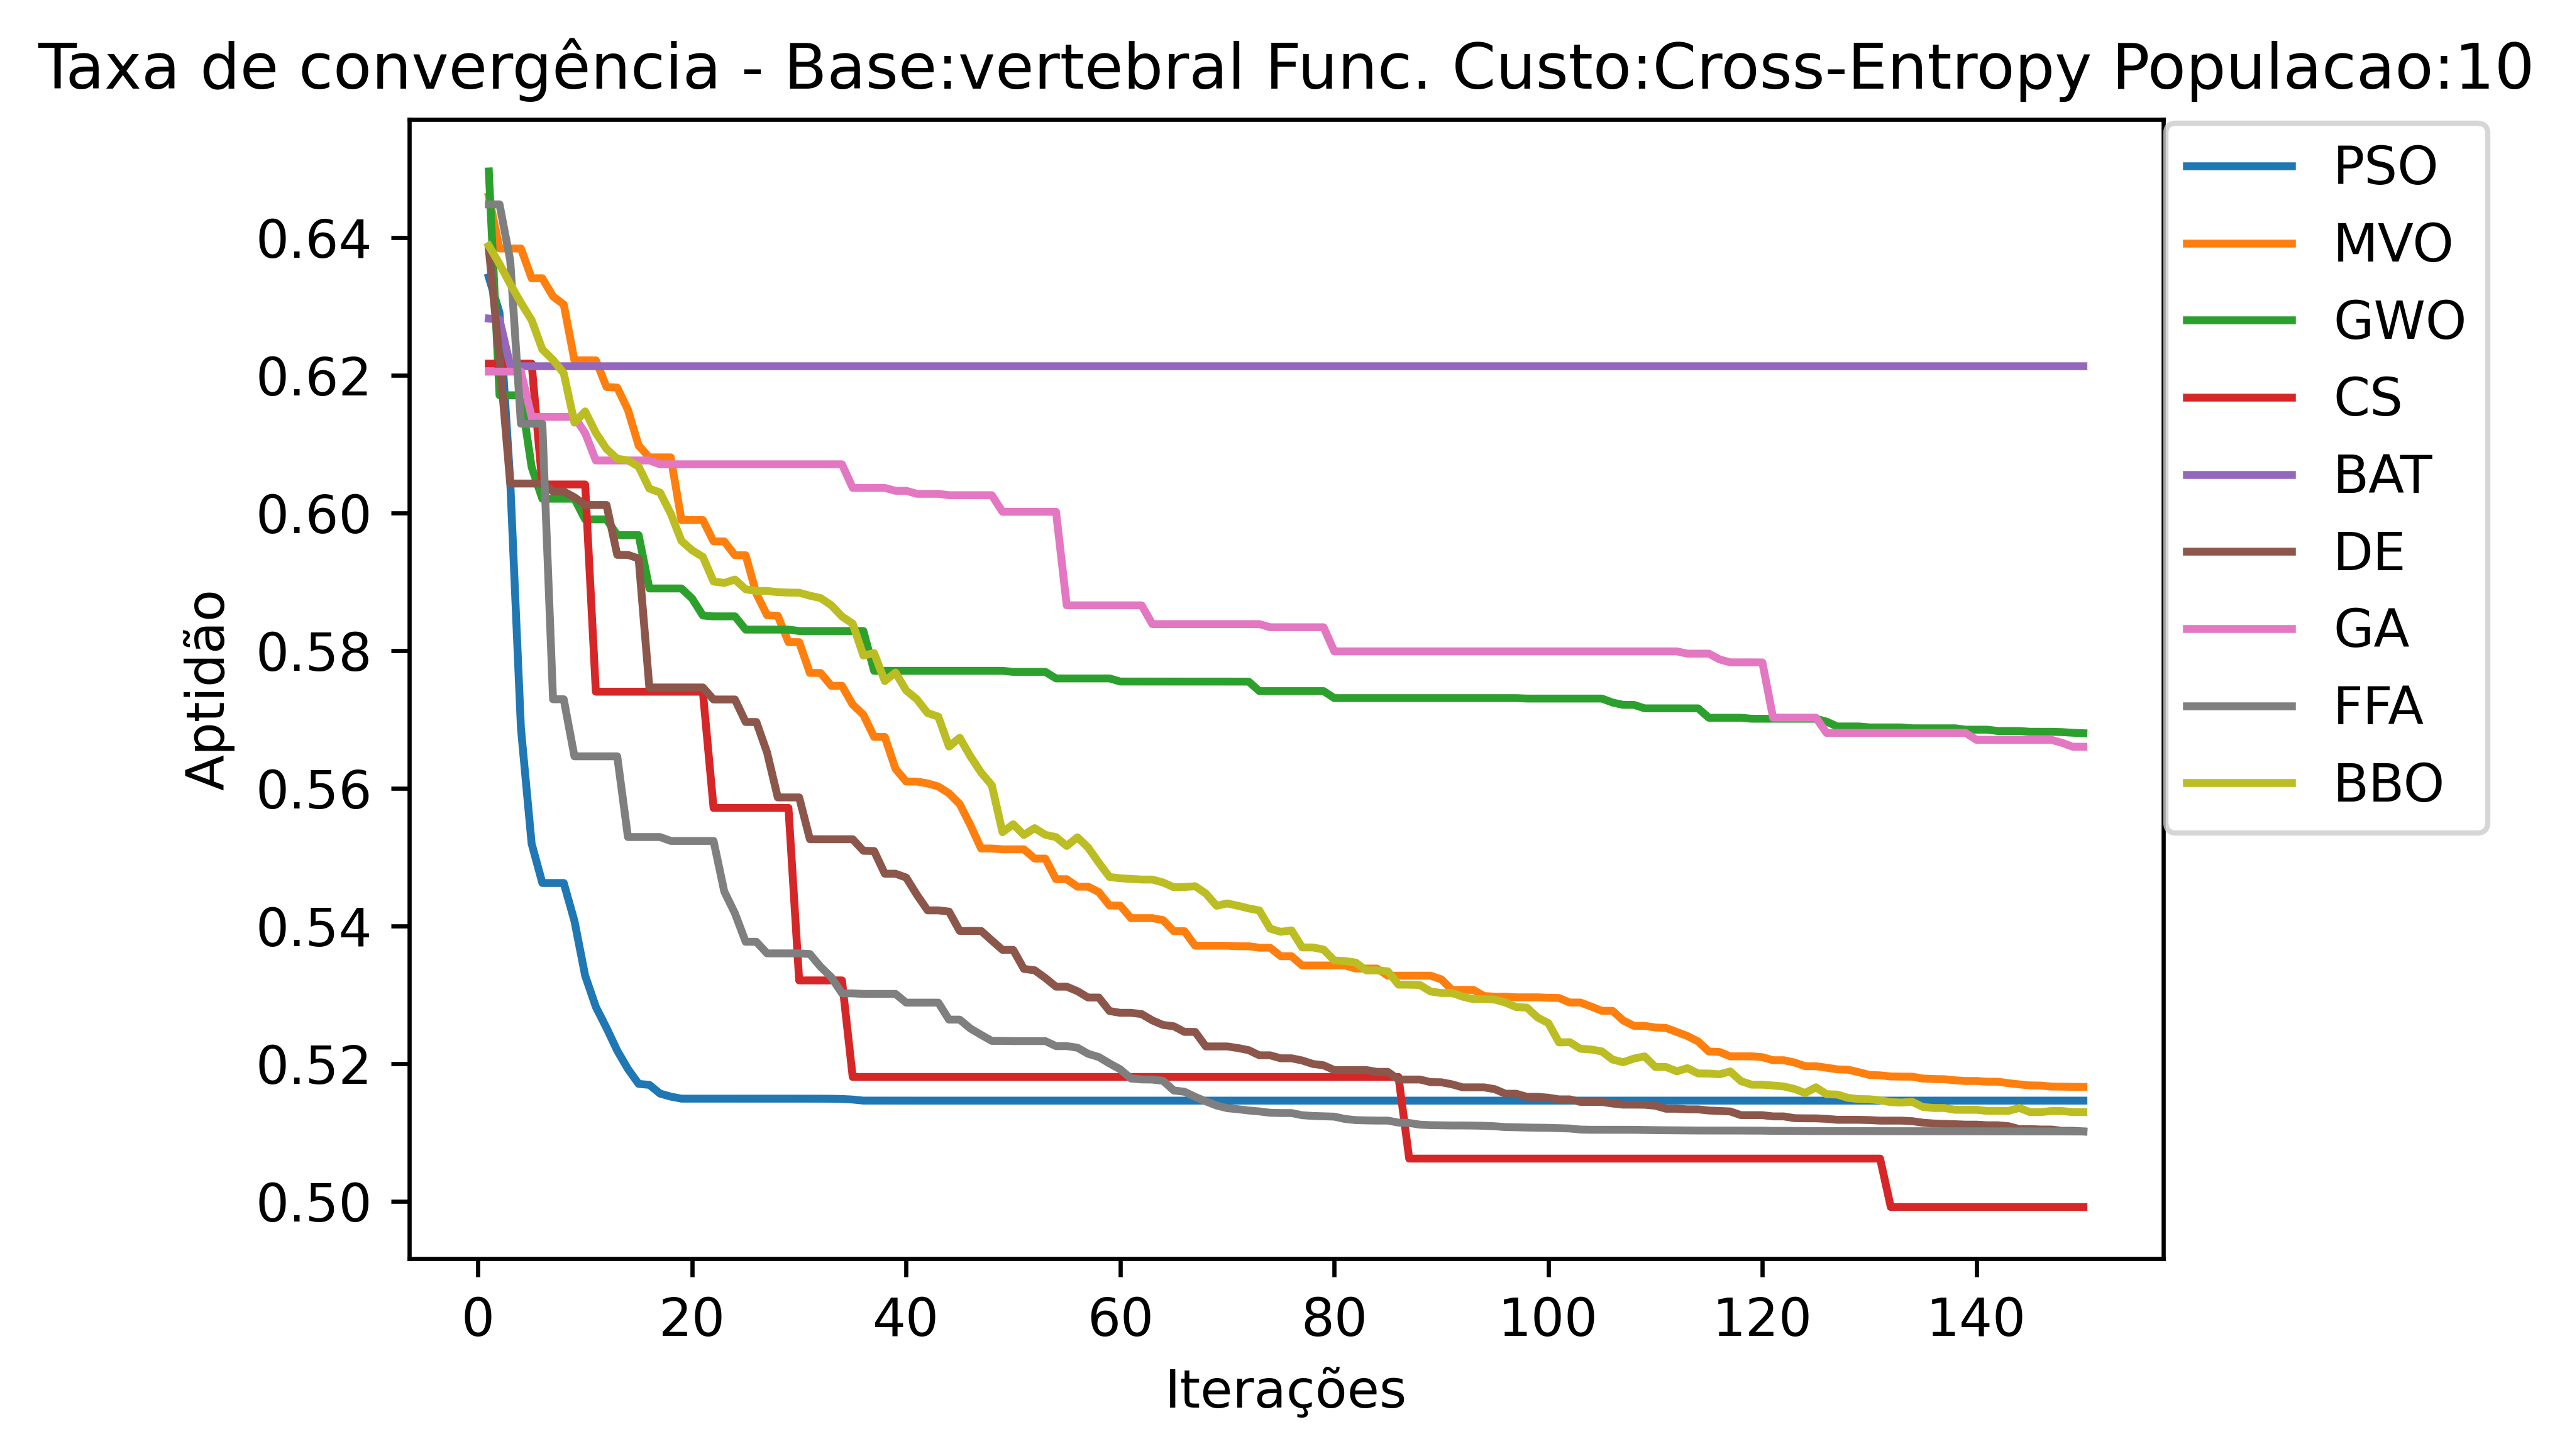 Taxa de convergência - Base:vertebral Func. Custo:Cross-Entropy Populacao:10
PSO
MVO
GWO
CS
BAT
DE
GA
FFA
BBO
Aptidão
0.64
0.62
0.60
0.58
0.56
0.54
0.52
0.50
0 20 40 60 80 100 120 140
Iterações